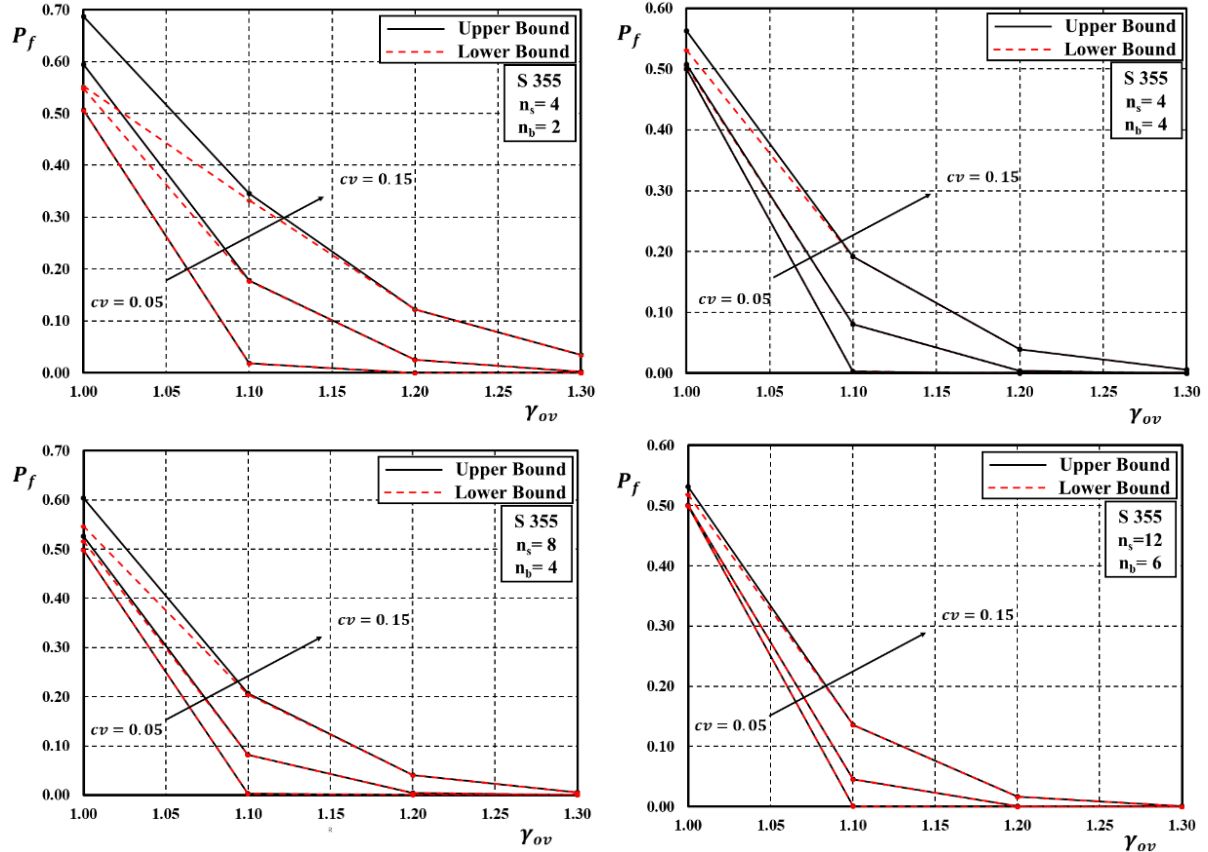 0.70
P_f
0.60
0.50
0.40
0.30
0.20
0.10
0.00
Upper Bound
Lower Bound
S 355
n_s= 4
n_b= 2
cv = 0.15
cv = 0.05
1.00 1.05 1.10 1.15 1.20 1.25 1.30
γ_ov
0.60
P_f
0.50
0.40
0.30
0.20
0.10
0.00
Upper Bound
Lower Bound
S 355
n_s= 4
n_b= 4
cv = 0.15
cv = 0.05
1.00 1.05 1.10 1.15 1.20 1.25 1.30
γ_ov
0.70
P_f
0.60
0.50
0.40
0.30
0.20
0.10
0.00
Upper Bound
Lower Bound
S 355
n_s= 8
n_b= 4
cv = 0.15
cv = 0.05
1.00 1.05 1.10 1.15 1.20 1.25 1.30
γ_ov
0.60
P_f
0.50
0.40
0.30
0.20
0.10
0.00
Upper Bound
Lower Bound
S 355
n_s=12
n_b= 6
cv = 0.15
cv = 0.05
1.00 1.05 1.10 1.15 1.20 1.25 1.30
γ_ov